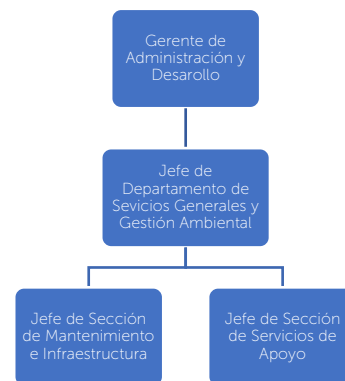 Gerente de
Administración y
Desarollo
Jefe de
Departamento de
Sevicios Generales y
Gestión Ambiental
Jefe de Sección
de Mantenimiento
e Infraestructura
Jefe de Sección
de Servicios de
Apoyo